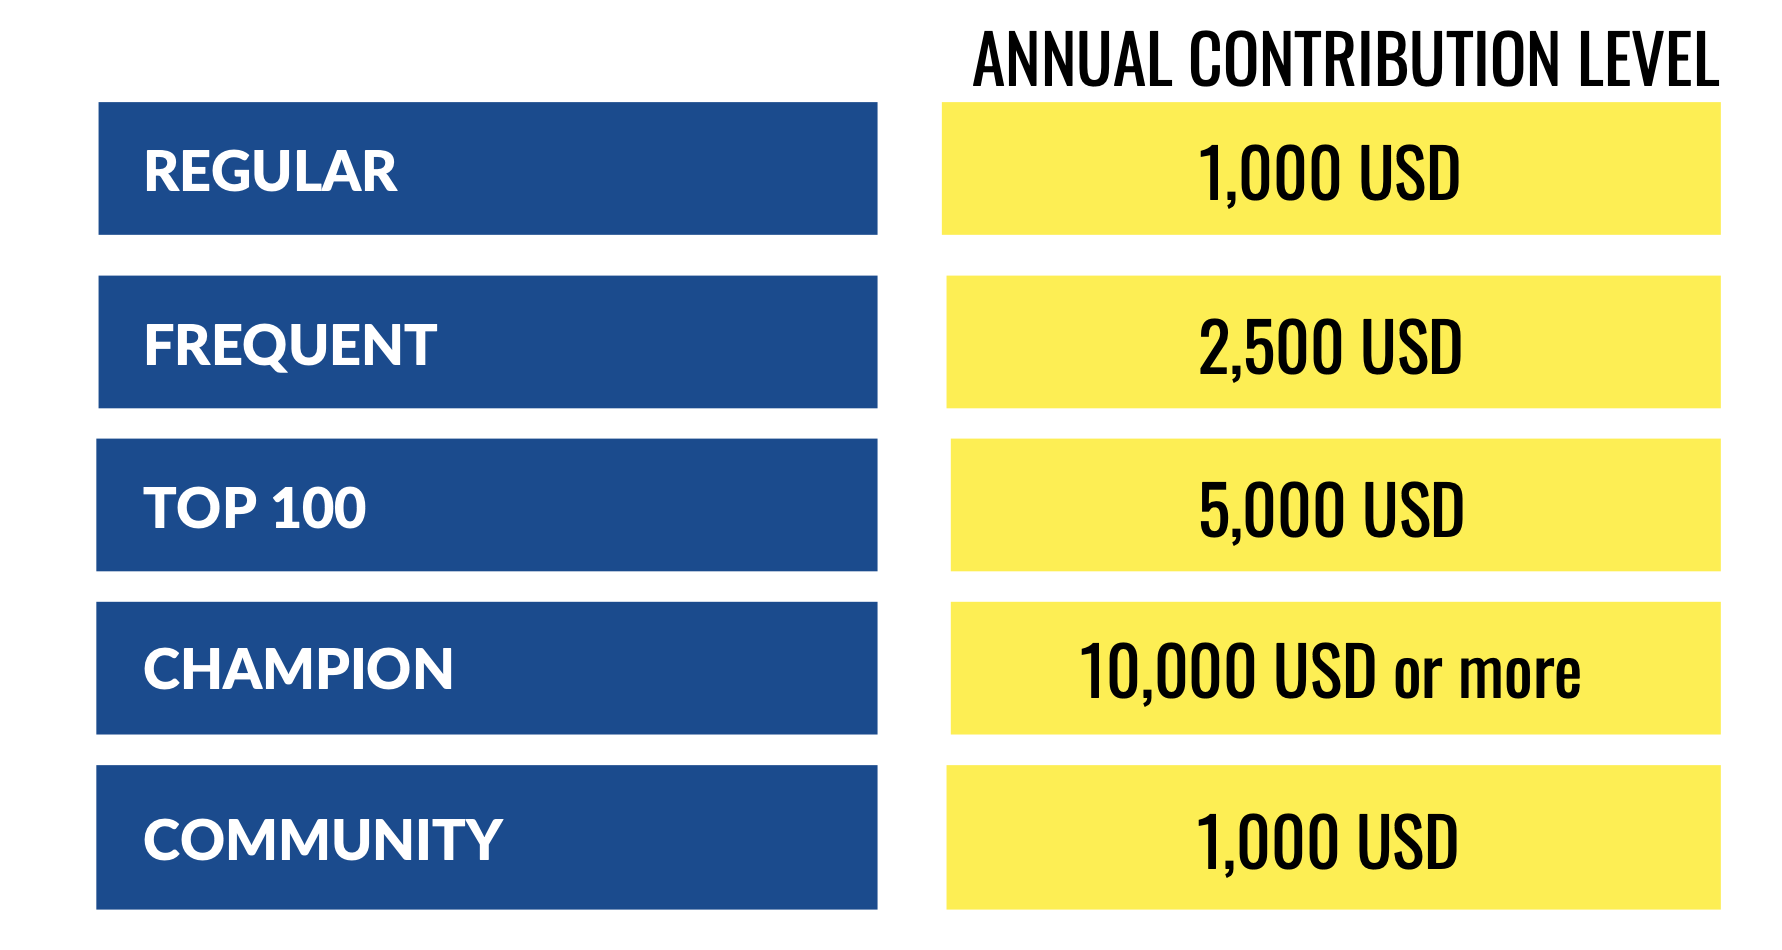 ANNUAL CONTRIBUTION LEVEL
REGULAR 1,000 USD
FREQUENT 2,500 USD
TOP 100 5,000 USD
CHAMPION 10,000 USD or more
COMMUNITY 1,000 USD